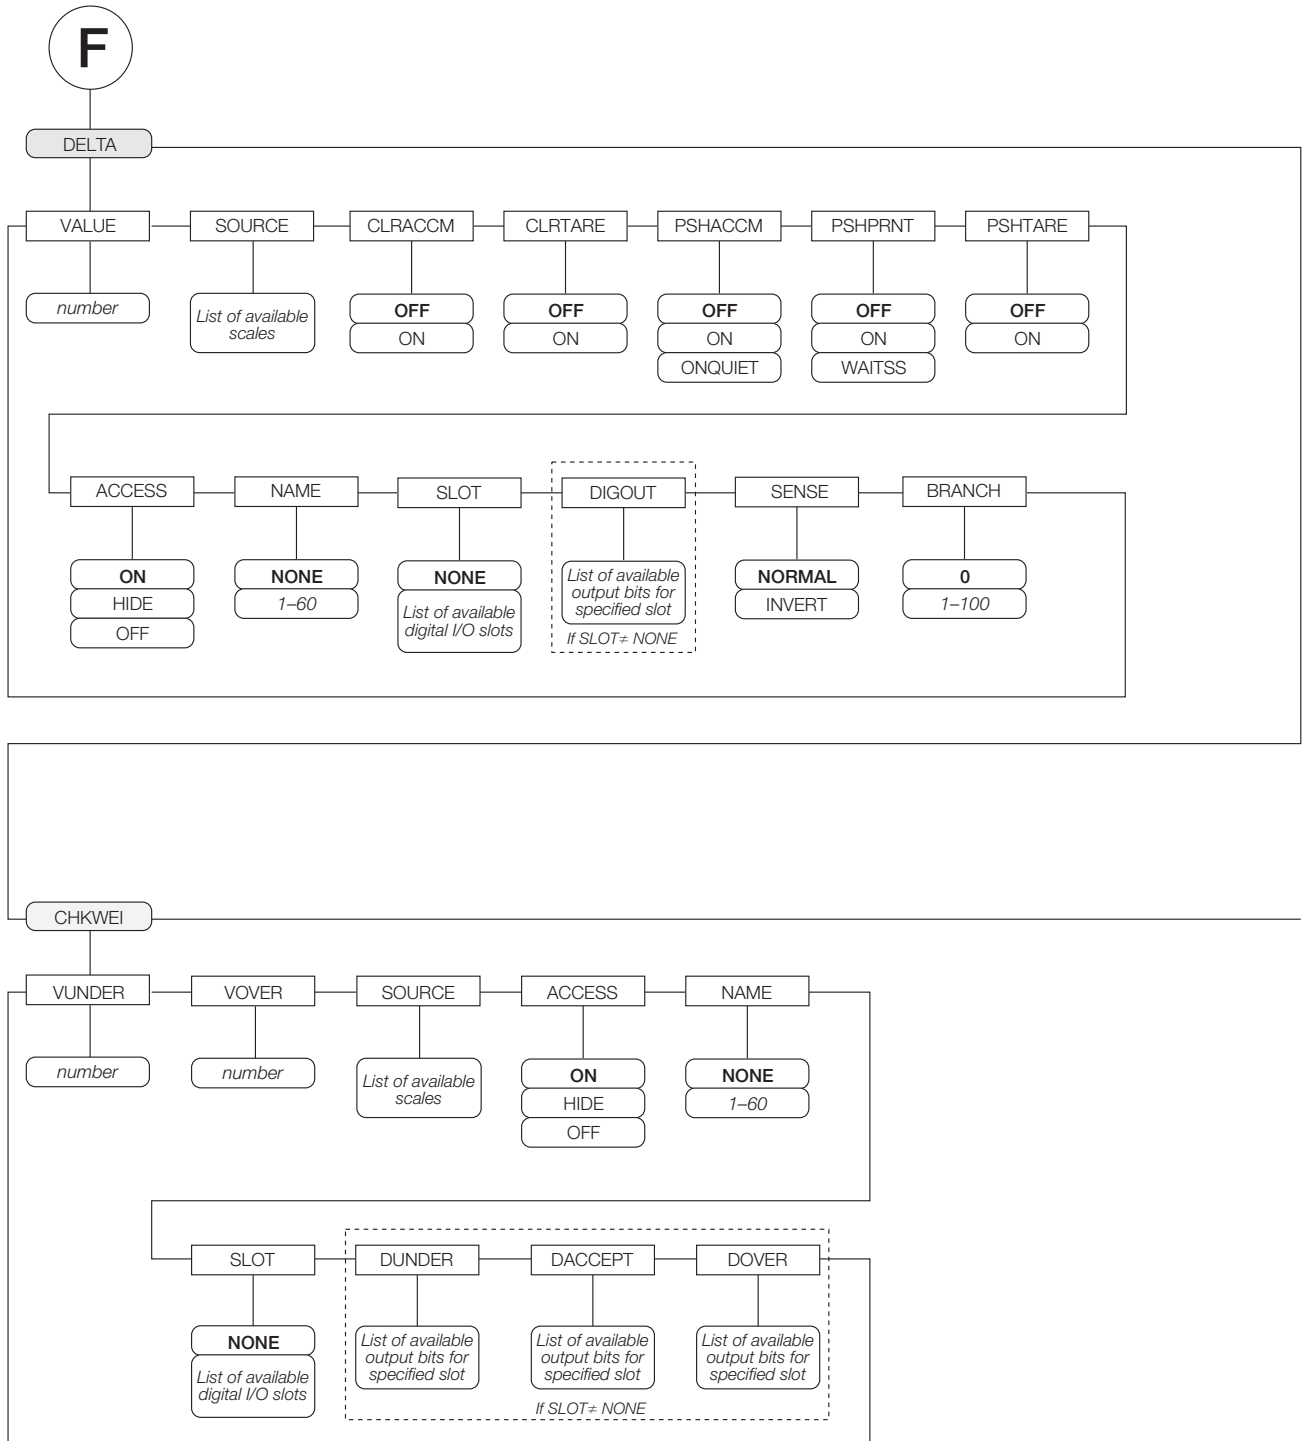 F
DELTA
VALUE SOURCE CLRACCM CLRTARE PSHACCM PSHPRNT PSHTARE
number
List of available
scales
OFF
ON
OFF
ON
OFF
ON
ONQUIET
OFF
ON
WAITSS
OFF
ON
ACCESS NAME SLOT DIGOUT SENSE BRANCH
ON
HIDE
OFF
NONE
1–60
NONE
List of available
digital I/O slots
List of available
output bits for
specified slot
If SLOT≠ NONE
NORMAL
INVERT
0
1–100
CHKWEI
VUNDER VOVER SOURCE ACCESS NAME
number
number
List of available
scales
ON
HIDE
OFF
NONE
1–60
SLOT DUNDER DACCEPT DOVER
NONE
List of available
digital I/O slots
List of available
output bits for
specified slot
List of available
output bits for
specified slot
List of available
output bits for
specified slot
If SLOT≠ NONE